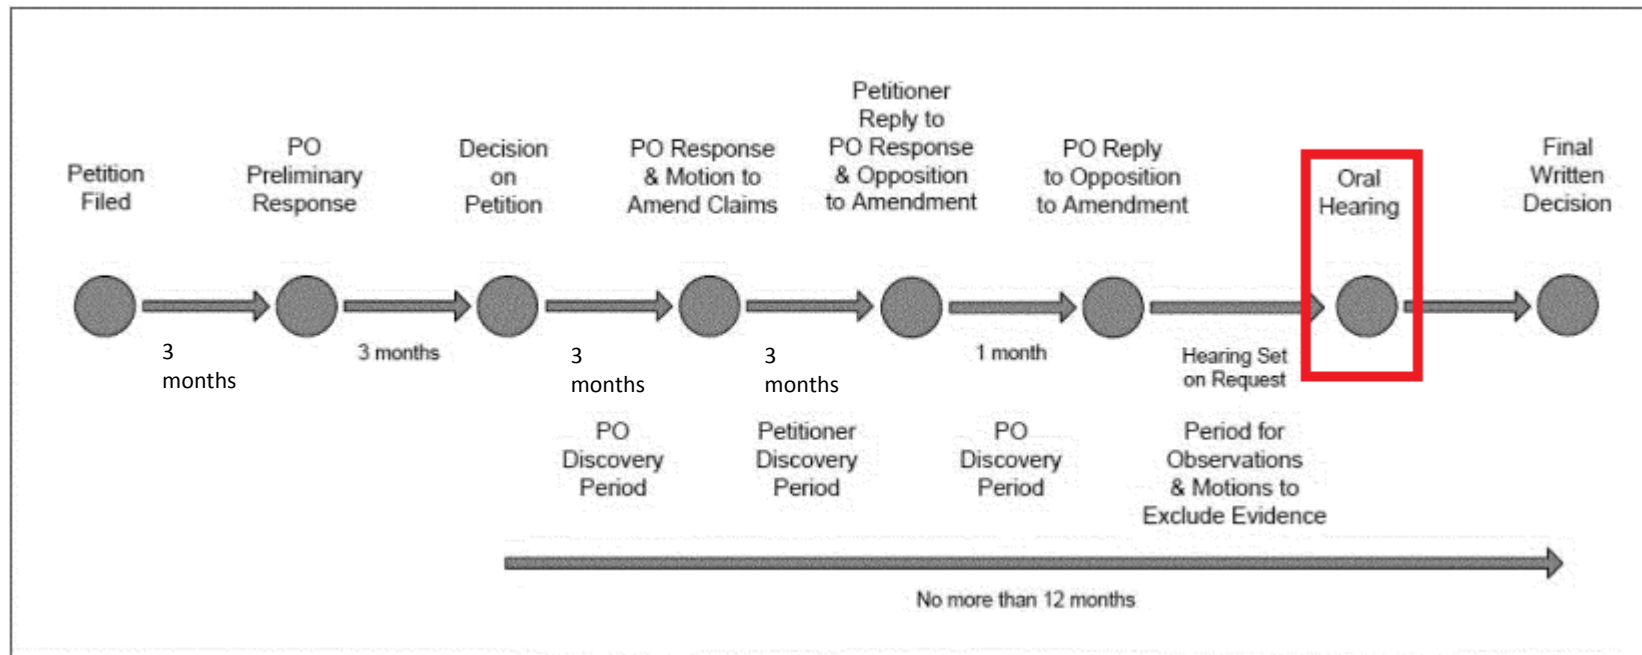 Petition
Filed
PO
Preliminary
Response
Decision
on
Petition
PO Response
& Motion to
Amend Claims
Petitioner
Reply to
PO Response
& Opposition
to Amendment
PO Reply
to Opposition
to Amendment
Oral
Hearing
Final
Written
Decision
3
months
3 months
3
months
3
months
1 month
Hearing Set
on Request
PO
Discovery
Period
Petitioner
Discovery
Period
PO
Discovery
Period
Period for
Observations
& Motions to
Exclude Evidence
No more than 12 months